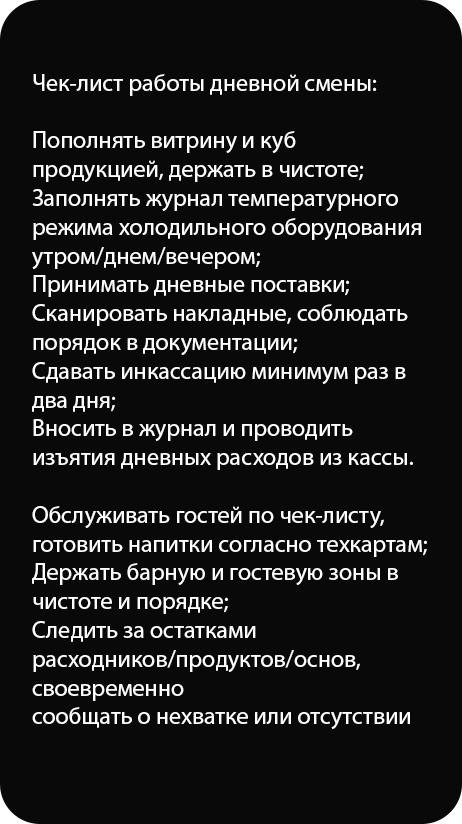 Чек-лист работы дневной смены:
Пополнять витрину и куб
продукцией, держать в чистоте;
Заполнять журнал температурного
режима холодильного оборудования
утром/днем/вечером;
Принимать дневные поставки;
Сканировать накладные, соблюдать
порядок в документации;
Сдавать инкассацию минимум раз в
два дня;
Вносить в журнал и проводить
изъятия дневных расходов из кассы.
Обслуживать гостей по чек-листу,
готовить напитки согласно техкартам;
Держать барную и гостевую зоны в
чистоте и порядке;
Следить за остатками
расходников/продуктов/основ,
своевременно
сообщать о нехватке или отсутствии